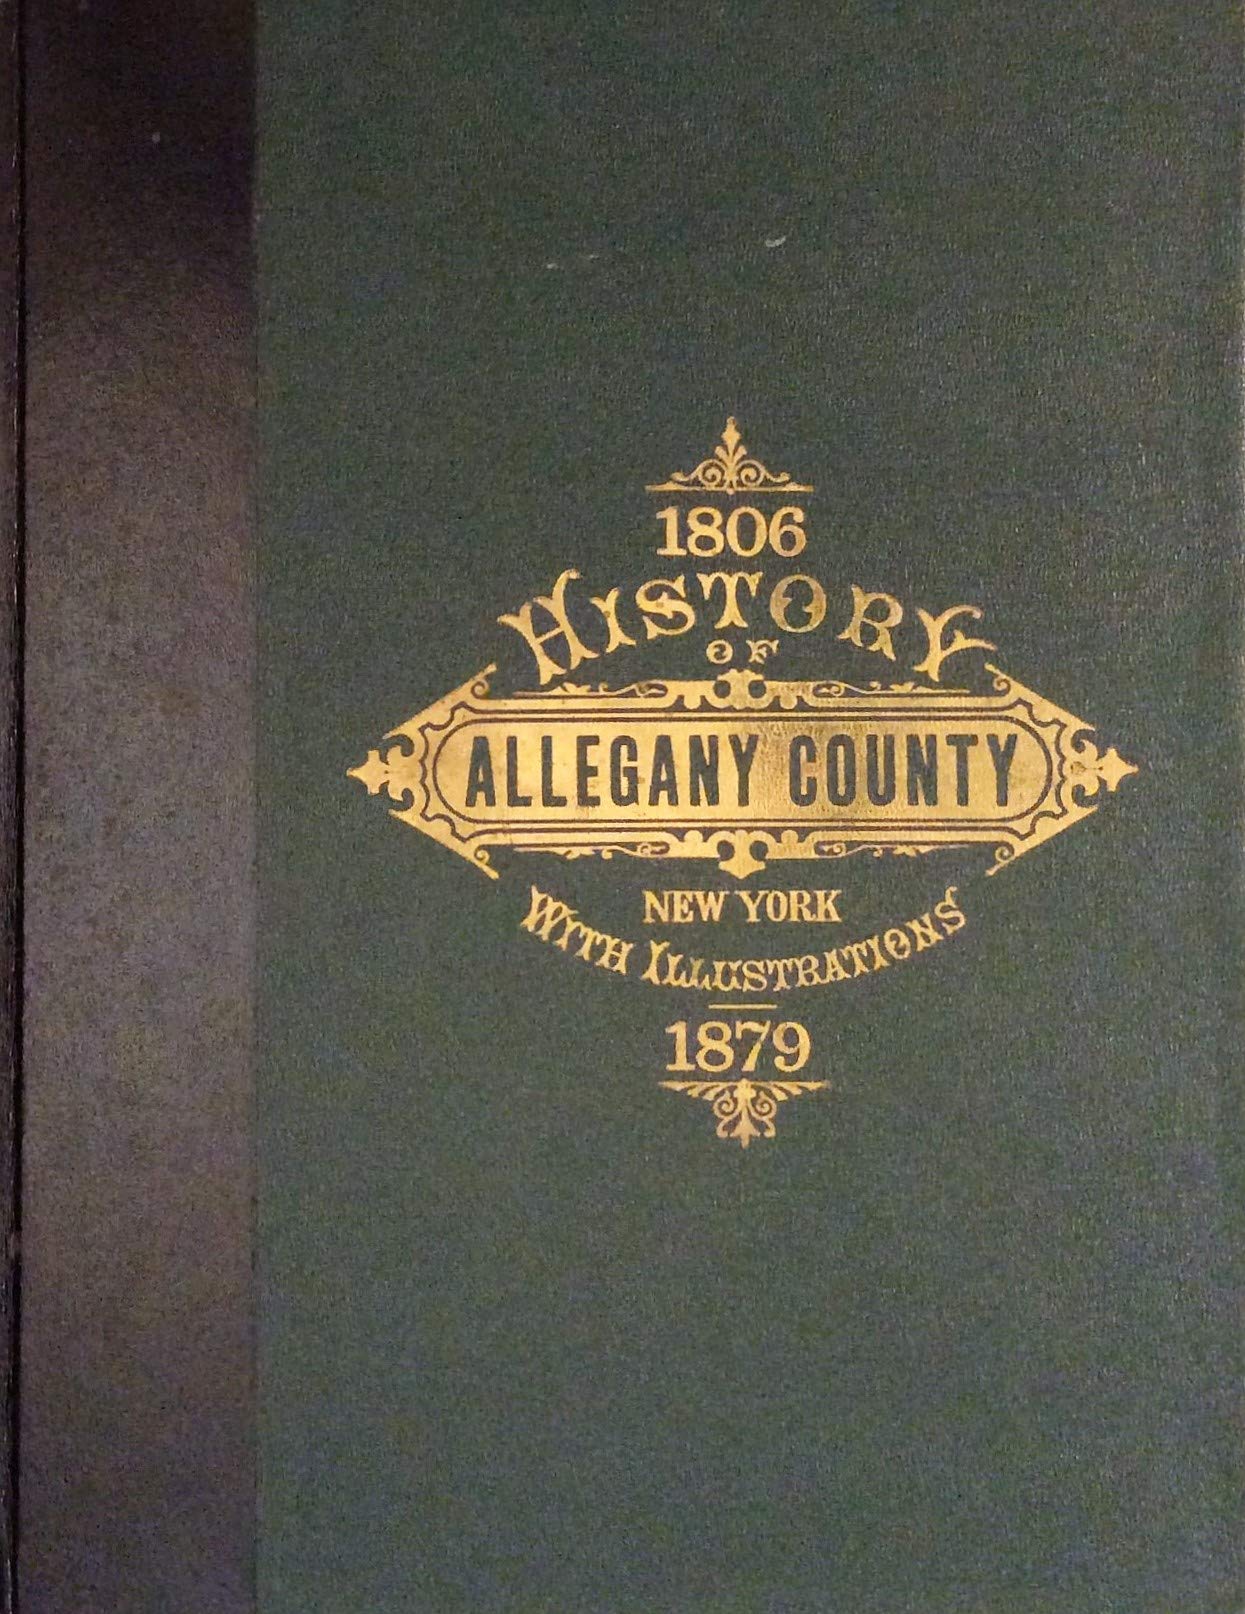 1806
HISTORY
OF
ALLEGANY COUNTY
NEW YORK
WITH ILLUSTRATIONS
1879